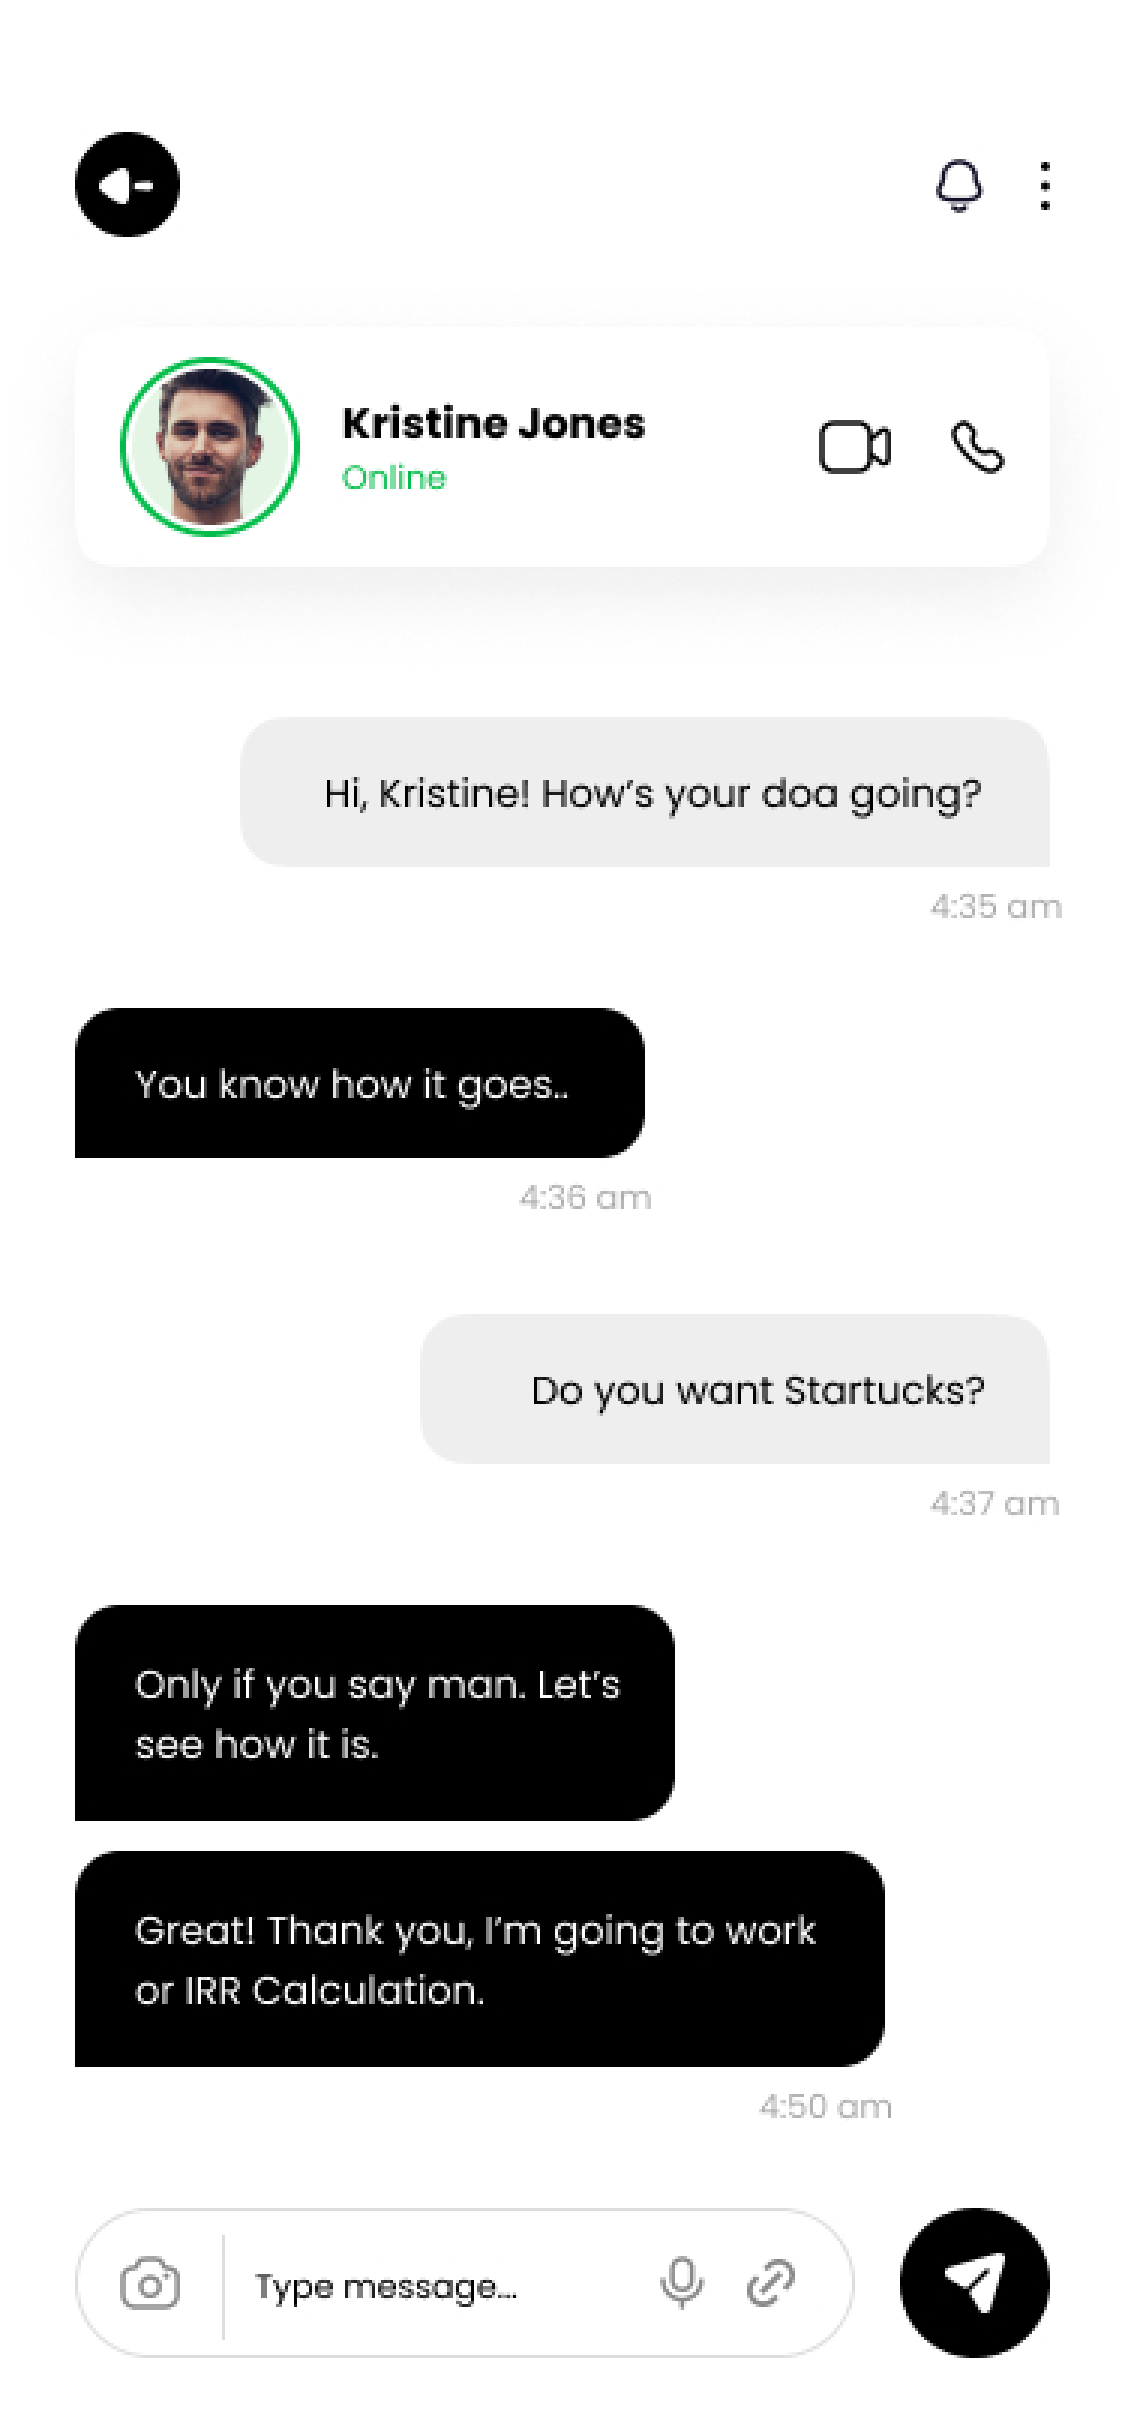 Kristine Jones
Online
Hi, Kristine! How’s your doa going?
4:35 am
You know how it goes..
4:36 am
Do you want Startucks?
4:37 am
Only if you say man. Let’s
see how it is.
Great! Thank you, I’m going to work
or IRR Calculation.
4:50 am
Type message...